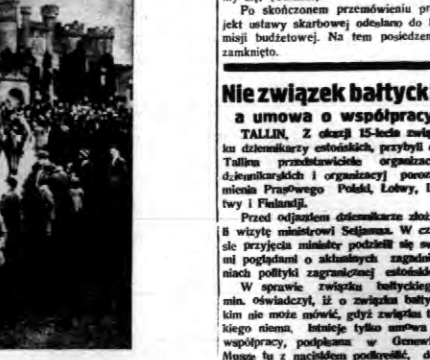 Po skończonem przemówieniu pr
jekt ustawy skarbowej odesłano do
misji budżetowej. Na tem posiedzen
zamknięto.
Nie związek bałtycki
a umowa o współpracy
TALLIN. Z okazji 15-lecia zwią
ku dziennikarzy estońskich, przybyli
Tallina przedstawiciele organizac
dziennikarskich i organizacyj poroz
mienia Prasowego Polski, Łotwy, L
twy i Finlandji.
Przed odjazdem dziennikarze złoż
li wizytę ministrowi Seljamaa. W cz
sie przyjęcia minister podzielił się sw
mi poglądami o aktualnych zagadni
niach polityki zagranicznej estońskie
W sprawie związku bałtyckieg
min. oświadczył, iż o związku bałty
kim nie może mówić, gdyż związku t
kiego niema. Istnieje tylko umowa
współpracy, podpisana w Genewi
Muszę tu z naciskiem podkreślić,